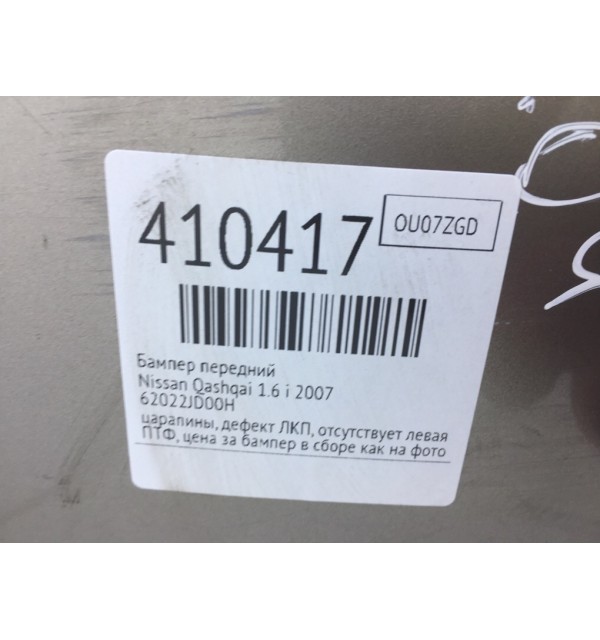 410417
OU07ZGD
Бампер передний
Nissan Qashqai 1.6 i 2007
62022JD00H
царапины, дефект ЛКП, отсутствует левая
ПТФ, цена за бампер в сборе как на фото